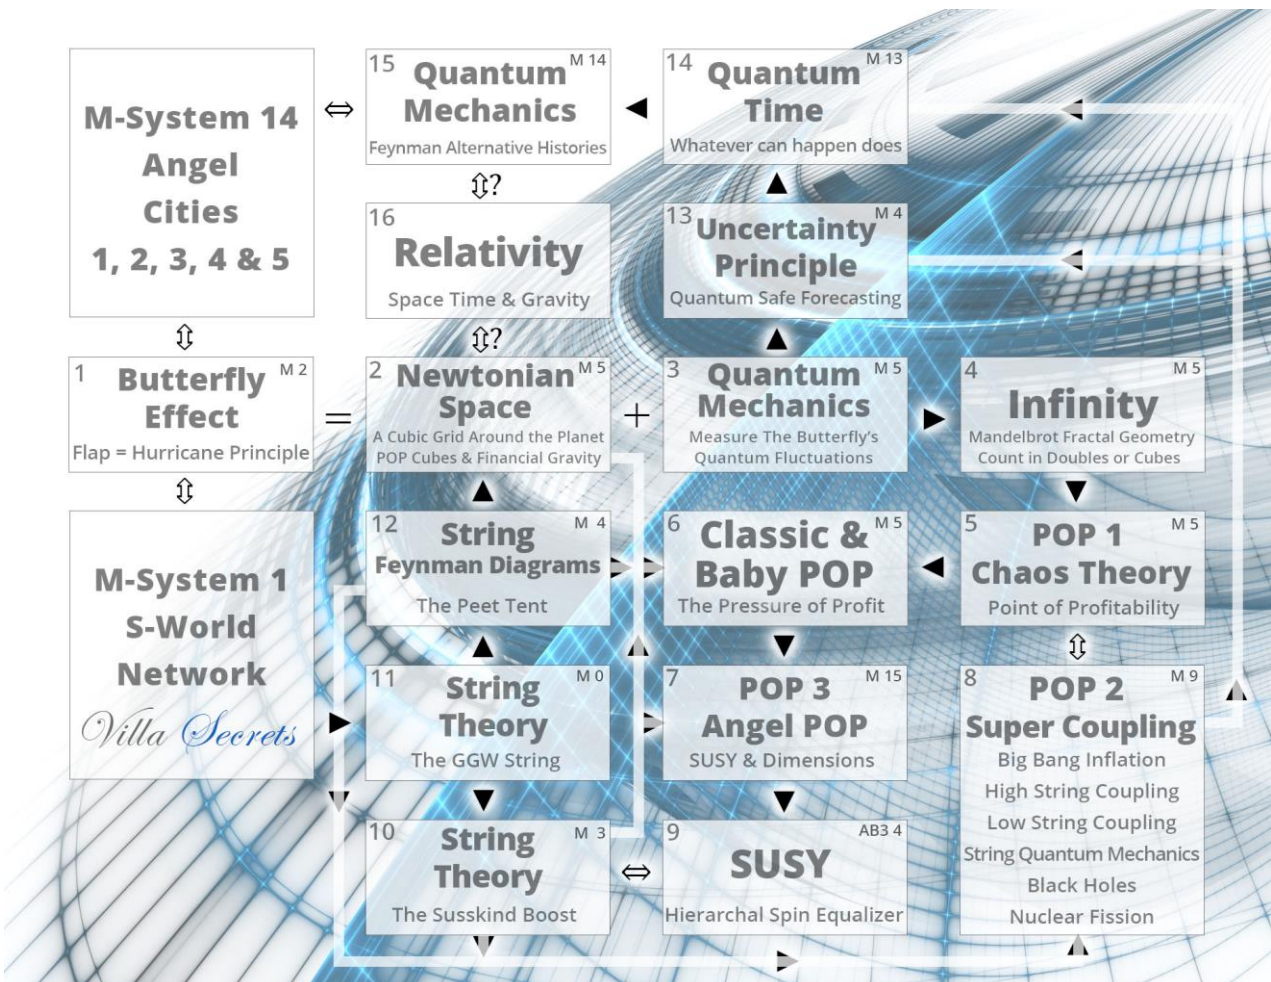 M-System 14
Angel
Cities
1, 2, 3, 4 & 5
15 Quantum M 14
Mechanics
Feynman Alternative Histories
14 Quantum M 13
Time
Whatever can happen does
?
16
Relativity
Space Time & Gravity
13 Uncertainty M 4
Principle
Quantum Safe Forecasting
?
1 Butterfly M 2
Effect
Flap = Hurricane Principle
=
2 Newtonian M 5
Space
A Cubic Grid Around the Planet
POP Cubes & Financial Gravity
+
3 Quantum M 5
Mechanics
Measure The Butterfly's
Quantum Fluctuations
4 M 5
Infinity
Mandelbrot Fractal Geometry
Count in Doubles or Cubes
M-System 1
S-World
Network
Villa Secrets
12 String M 4
Feynman Diagrams
The Peet Tent
6 Classic & M 5
Baby POP
The Pressure of Profit
5 POP 1 M 5
Chaos Theory
Point of Profitability
11 String M 0
Theory
The GGW String
7 POP 3 M 15
Angel POP
SUSY & Dimensions
8 POP 2 M 9
Super Coupling
Big Bang Inflation
High String Coupling
Low String Coupling
String Quantum Mechanics
Black Holes
Nuclear Fission
10 String M 3
Theory
The Susskind Boost
9 AB3 4
SUSY
Hierarchal Spin Equalizer